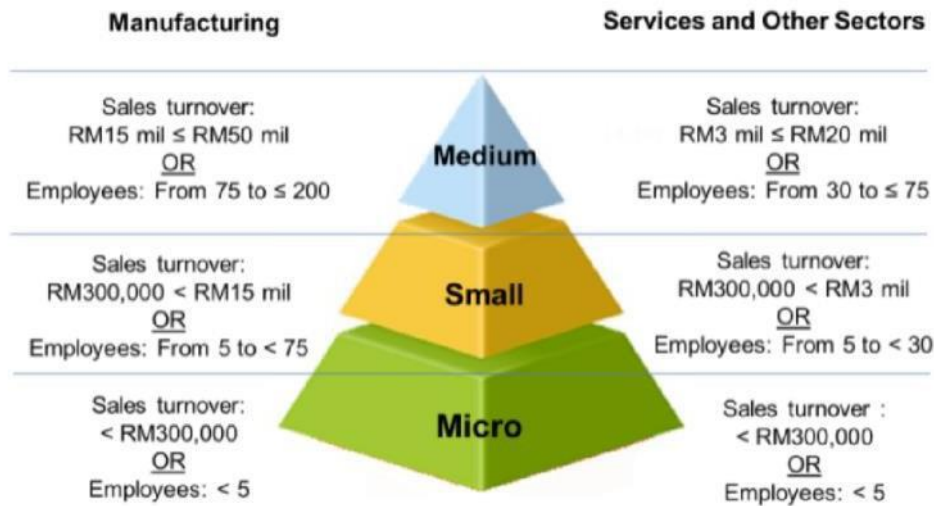 Manufacturing
Services and Other Sectors
Sales turnover:
RM15 mil ≤ RM50 mil
OR
Employees: From 75 to ≤ 200
Medium
Sales turnover:
RM3 mil ≤ RM20 mil
OR
Employees: From 30 to ≤ 75
Sales turnover:
RM300,000 < RM15 mil
OR
Employees: From 5 to < 75
Small
Sales turnover:
RM300,000 < RM3 mil
OR
Employees: From 5 to < 30
Sales turnover:
< RM300,000
OR
Employees: < 5
Micro
Sales turnover :
< RM300,000
OR
Employees: < 5